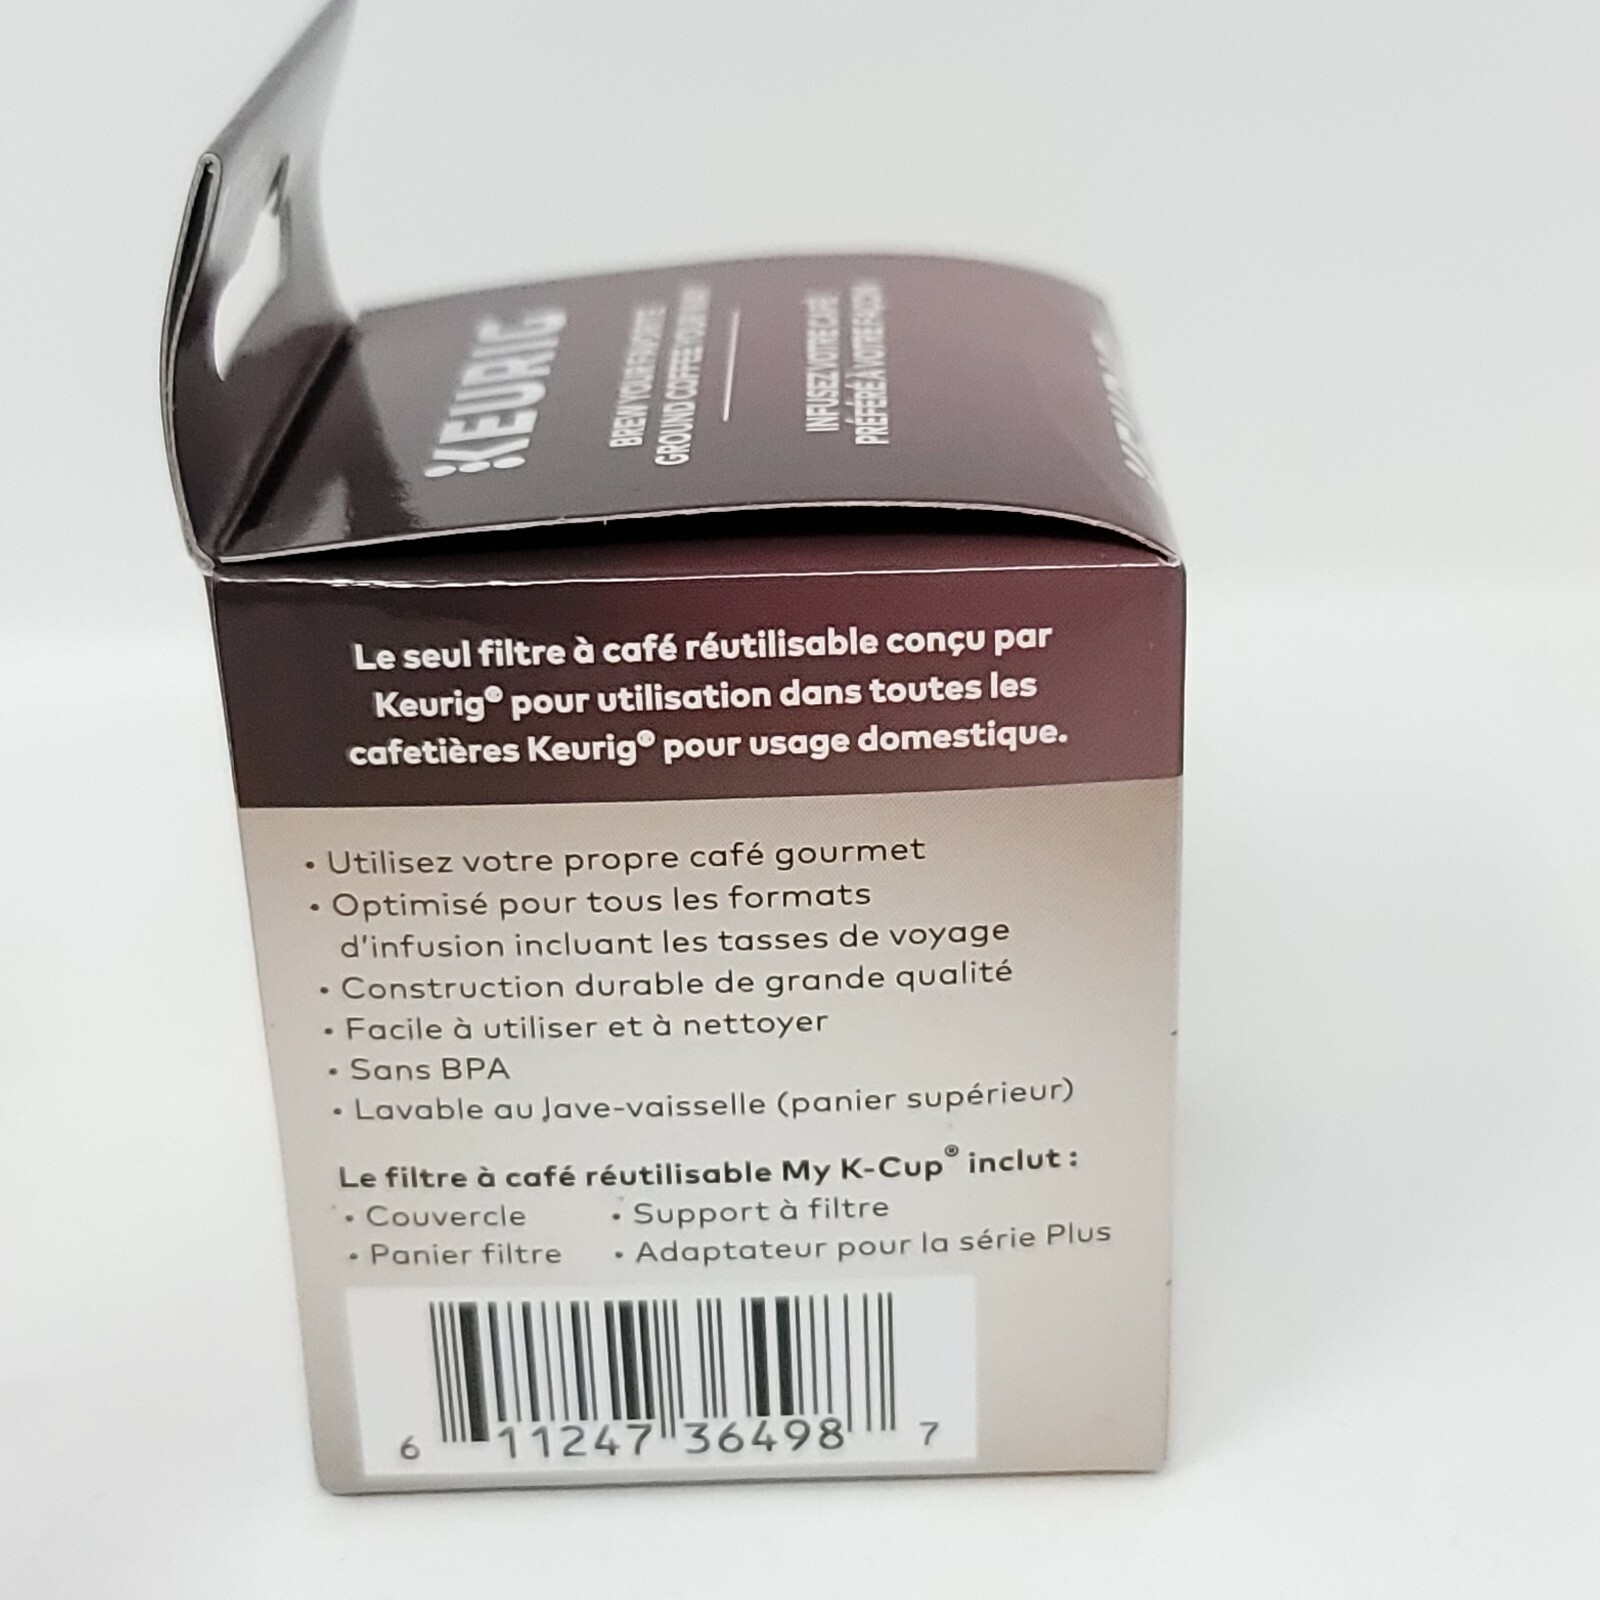 KEURIG
BREW YOUR FAVORITE
GROUND COFFEE YOUR WAY
INFUSEZ VOTRE CAFÉ
PRÉFÉRÉ À VOTRE FAÇON
Le seul filtre à café réutilisable conçu par
Keurig® pour utilisation dans toutes les
cafetières Keurig® pour usage domestique.
• Utilisez votre propre café gourmet
• Optimisé pour tous les formats
d'infusion incluant les tasses de voyage
• Construction durable de grande qualité
• Facile à utiliser et à nettoyer
• Sans BPA
• Lavable au lave-vaisselle (panier supérieur)
Le filtre à café réutilisable My K-Cup® inclut :
• Couvercle • Support à filtre
• Panier filtre • Adaptateur pour la série Plus
6 11247 36498 7